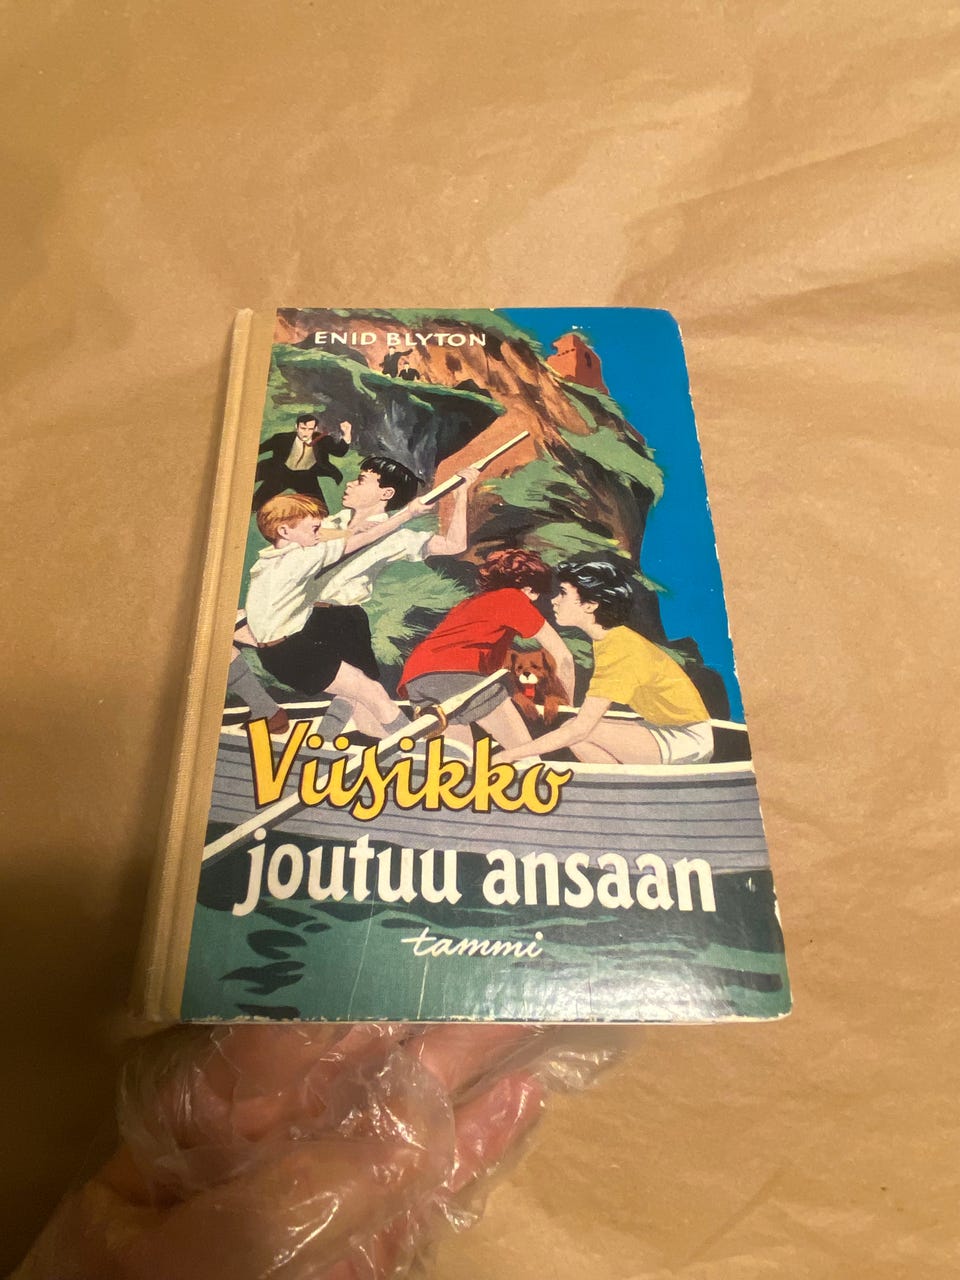 ENID BLYTON
Viisikko
joutuu ansaan
tammi